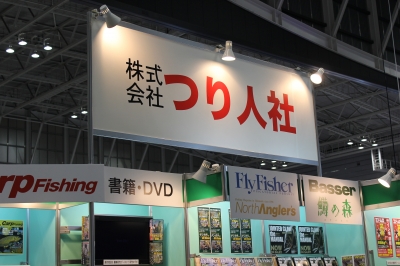 株式会社 つり人社
rp Fishing
書籍・DVD
FlyFisher
NorthAnglers
Basser
鱒の森